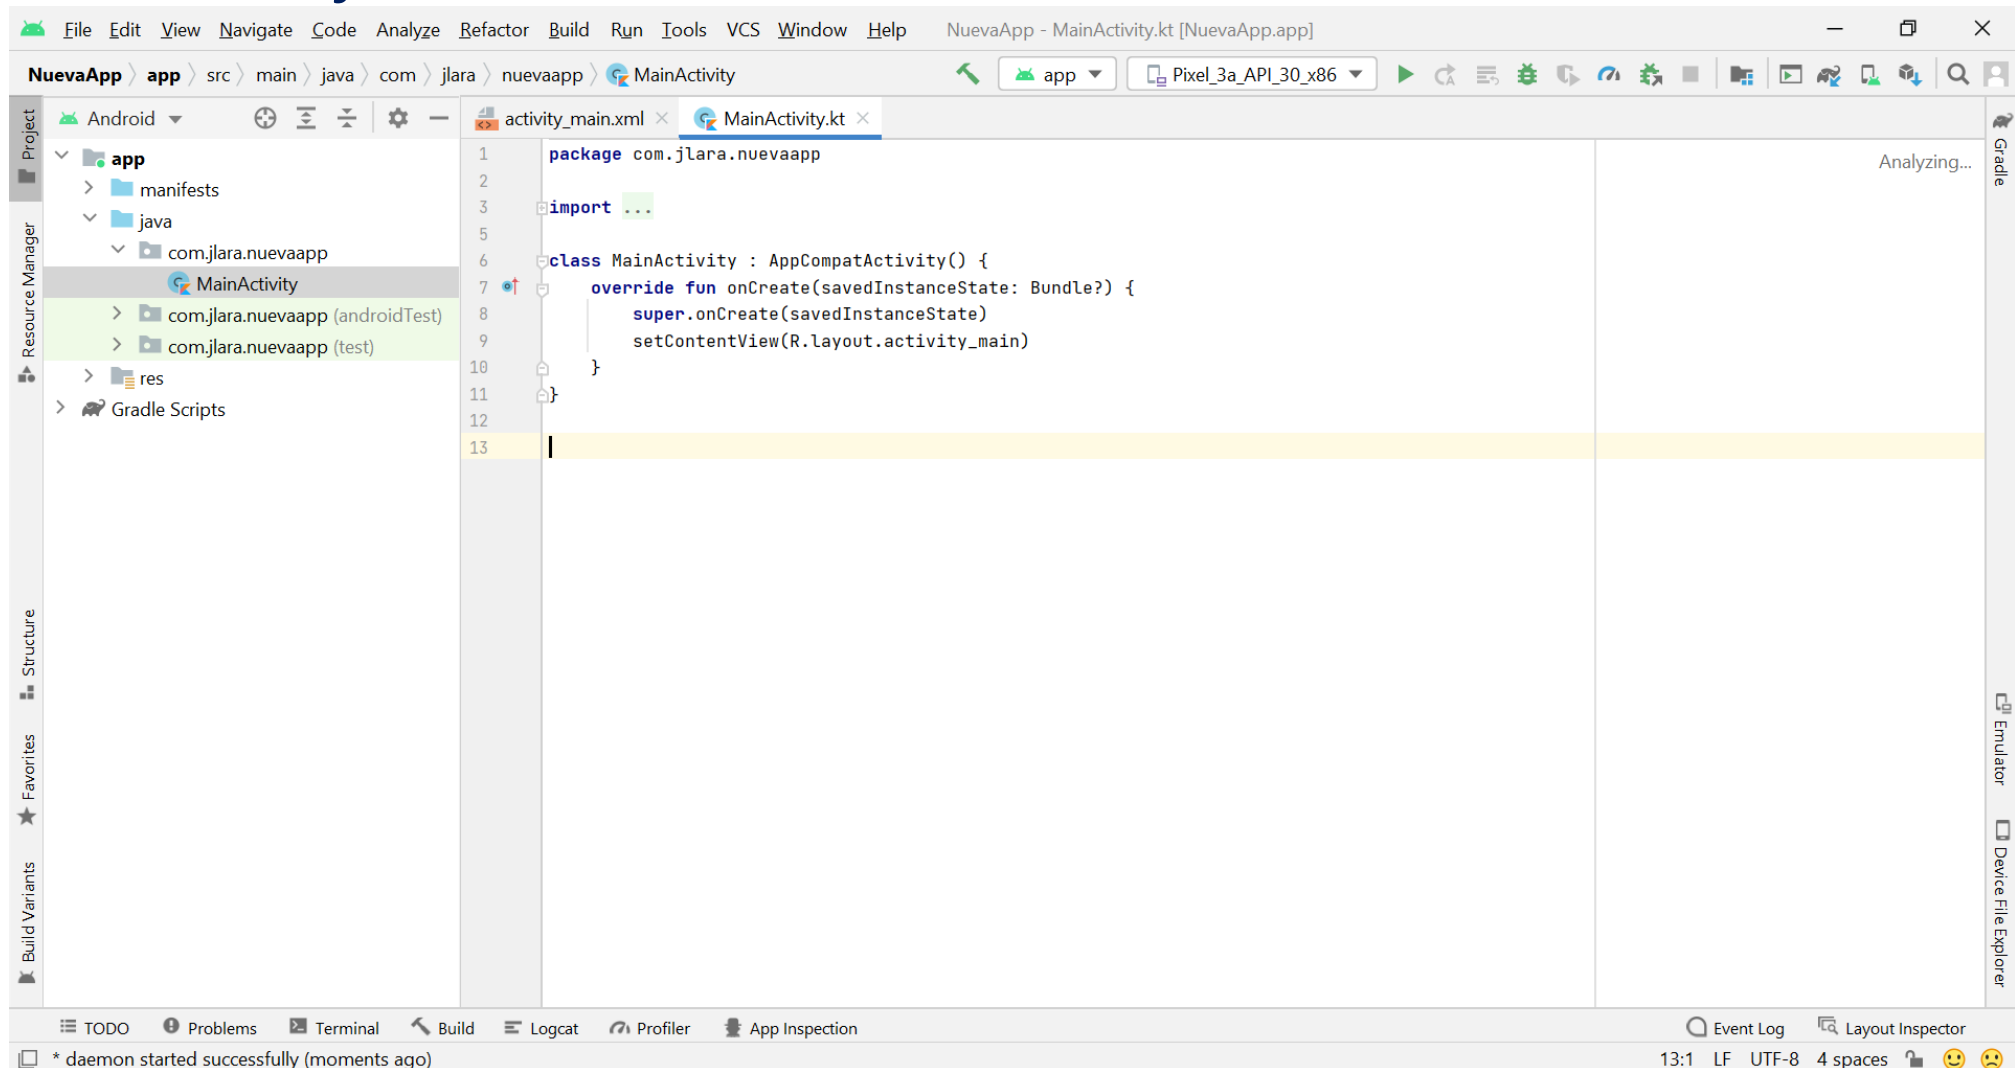 File Edit View Navigate Code Analyze Refactor Build Run Tools VCS Window Help NuevaApp - MainActivity.kt [NuevaApp.app]
NuevaApp app src main java com jlara nuevaapp MainActivity app Pixel_3a_API_30_x86
Android
activity_main.xml MainActivity.kt
app
manifests
java
com.jlara.nuevaapp
MainActivity
com.jlara.nuevaapp (androidTest)
com.jlara.nuevaapp (test)
res
Gradle Scripts
1 package com.jlara.nuevaapp
2
3 import ...
5
6 class MainActivity : AppCompatActivity() {
7 override fun onCreate(savedInstanceState: Bundle?) {
8 super.onCreate(savedInstanceState)
9 setContentView(R.layout.activity_main)
10 }
11 }
12
13
Analyzing...
Project
Resource Manager
Structure
Favorites
Build Variants
Gradle
Emulator
Device File Explorer
TODO Problems Terminal Build Logcat Profiler App Inspection Event Log Layout Inspector
* daemon started successfully (moments ago) 13:1 LF UTF-8 4 spaces